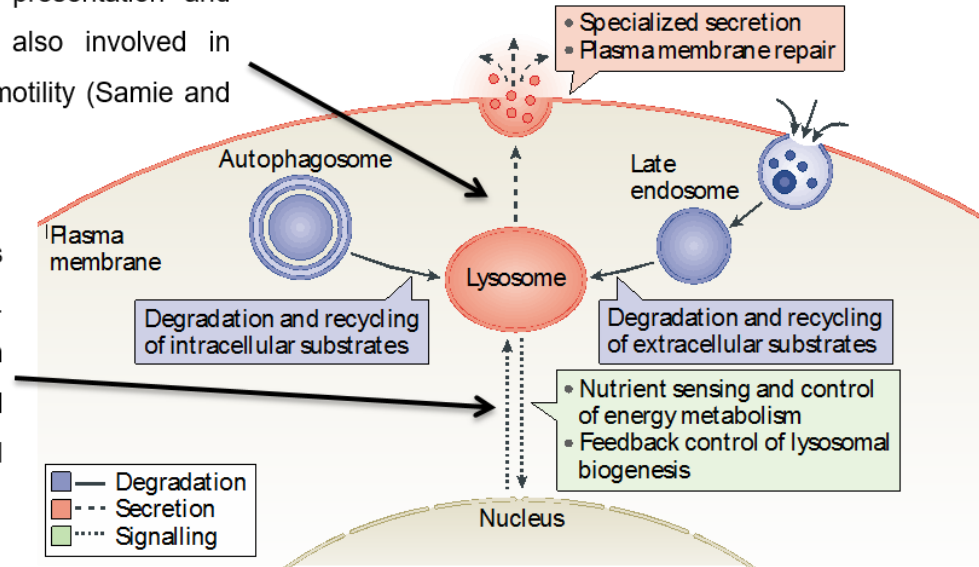 presentation and
also involved in
motility (Samie and
s
l
Specialized secretion
Plasma membrane repair
Autophagosome
Late
endosome
Plasma
membrane
Lysosome
Degradation and recycling
of intracellular substrates
Degradation and recycling
of extracellular substrates
Nutrient sensing and control
of energy metabolism
Feedback control of lysosomal
biogenesis
Degradation
Secretion
Signalling
Nucleus